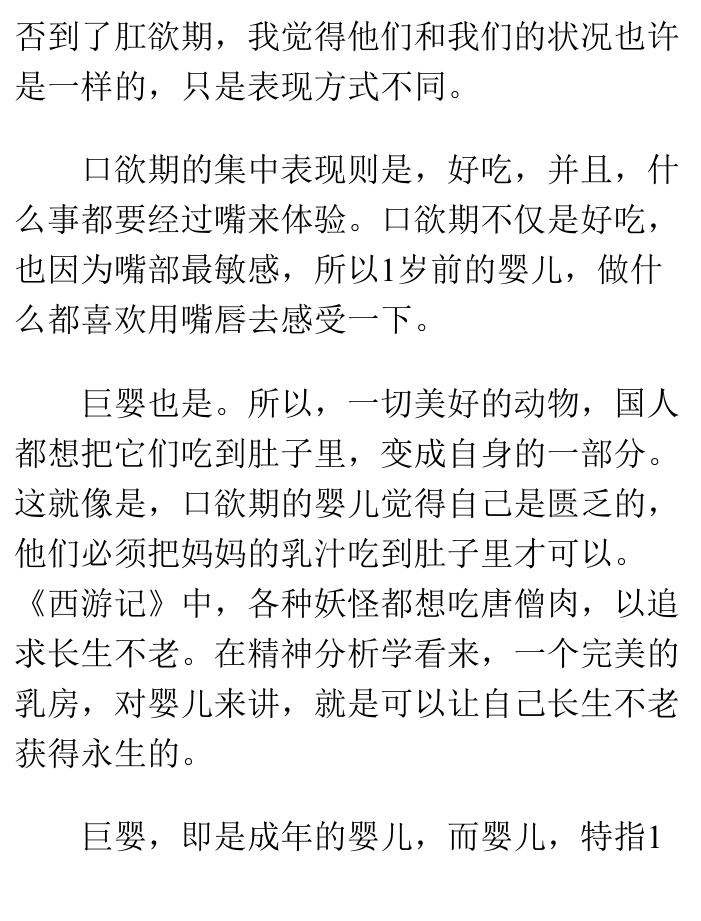 否到了肛欲期，我觉得他们和我们的状况也许
是一样的，只是表现方式不同。
口欲期的集中表现则是，好吃，并且，什
么事都要经过嘴来体验。口欲期不仅是好吃，
也因为嘴部最敏感，所以1岁前的婴儿，做什
么都喜欢用嘴唇去感受一下。
巨婴也是。所以，一切美好的动物，国人
都想把它们吃到肚子里，变成自身的一部分。
这就像是，口欲期的婴儿觉得自己是匮乏的，
他们必须把妈妈的乳汁吃到肚子里才可以。
《西游记》中，各种妖怪都想吃唐僧肉，以追
求长生不老。在精神分析学看来，一个完美的
乳房，对婴儿来讲，就是可以让自己长生不老
获得永生的。
巨婴，即是成年的婴儿，而婴儿，特指1